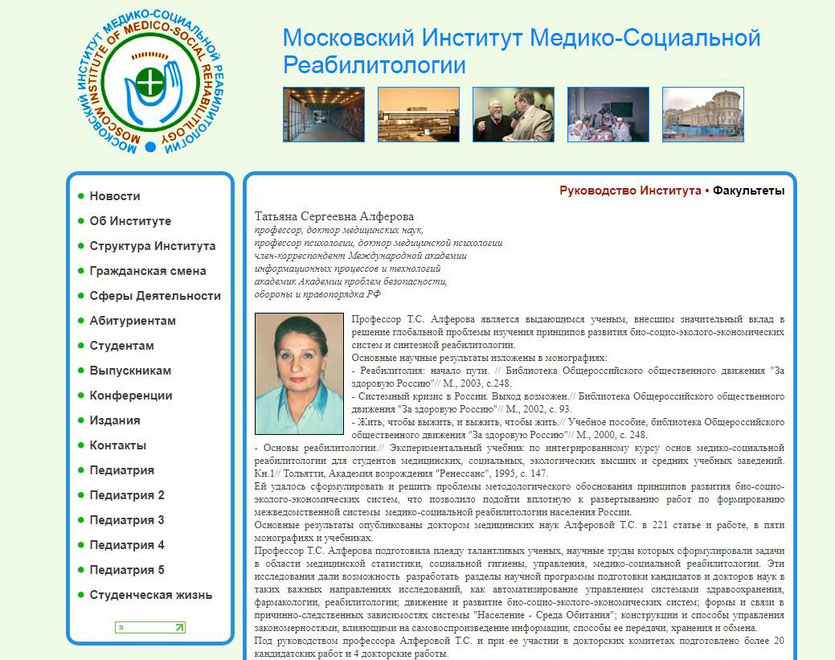 МОСКОВСКИЙ ИНСТИТУТ МЕДИКО-СОЦИАЛЬНОЙ РЕАБИЛИТОЛОГИИ
MOSCOW INSTITUTE OF MEDICO-SOCIAL REHABILITILOGY
Московский Институт Медико-Социальной
Реабилитологии
Новости
Об Институте
Структура Института
Гражданская смена
Сферы Деятельности
Абитуриентам
Студентам
Выпускникам
Конференции
Издания
Контакты
Педиатрия
Педиатрия 2
Педиатрия 3
Педиатрия 4
Педиатрия 5
Студенческая жизнь
Руководство Института • Факультеты
Татьяна Сергеевна Алферова
профессор, доктор медицинских наук,
профессор психологии, доктор медицинской психологии
член-корреспондент Международной академии
информационных процессов и технологий
академик Академии проблем безопасности,
обороны и правопорядка РФ
Профессор Т.С. Алферова является выдающимся ученым, внесшим значительный вклад в
решение глобальной проблемы изучения принципов развития био-социо-эколого-экономических
систем и синтезной реабилитологии.
Основные научные результаты изложены в монографиях:
- Реабилитолия: начало пути. // Библиотека Общероссийского общественного движения "За
здоровую Россию"// М., 2003, с.248.
- Системный кризис в России. Выход возможен.// Библиотека Общероссийского общественного
движения "За здоровую Россию"// М., 2002, с. 93.
- Жить, чтобы выжить, и выжить, чтобы жить.// Учебное пособие, библиотека Общероссийского
общественного движения "За здоровую Россию"// М., 2000, с. 248.
- Основы реабилитологии.// Экспериментальный учебник по интегрированному курсу основ медико-социальной
реабилитологии для студентов медицинских, социальных, экологических высших и средних учебных заведений.
Кн.1// Тольятти, Академия возрождения "Ренессанс", 1995, с. 147.
Ей удалось сформулировать и решить проблемы методологического обоснования принципов развития био-социо-
эколого-экономических систем, что позволило подойти вплотную к развертыванию работ по формированию
межведомственной системы медико-социальной реабилитологии населения России.
Основные результаты опубликованы доктором медицинских наук Алферовой Т.С. в 221 статье и работе, в пяти
монографиях и учебниках.
Профессор Т.С. Алферова подготовила плеяду талантливых ученых, научные труды которых сформулировали задачи
в области медицинской статистики, социальной гигиены, управления, медико-социальной реабилитологии. Эти
исследования дали возможность разработать разделы научной программы подготовки кандидатов и докторов наук в
таких важных направлениях исследований, как автоматизирование управлением системами здравоохранения,
фармакологии, реабилитологии; движение и развитие био-социо-эколого-экономических систем; формы и связи в
причинно-следственных зависимостях системы "Население - Среда Обитания"; конструкции и способы управления
закономерностями, влияющими на самовоспроизведение информации, способы ее передачи, хранения и обмена.
Под руководством профессора Алферовой Т.С. и при ее участии в докторских комитетах подготовлено более 20
кандидатских работ и 4 докторские работы.